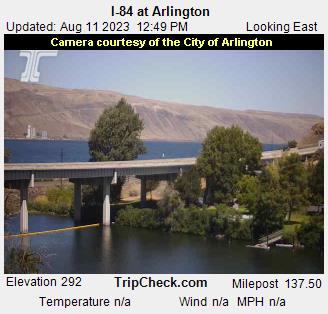 I-84 at Arlington
Updated: Aug 11 2023 12:49 PM Looking East
Camera courtesy of the City of Arlington
Elevation 292 TripCheck.com Milepost 137.50
Temperature n/a Wind n/a MPH n/a